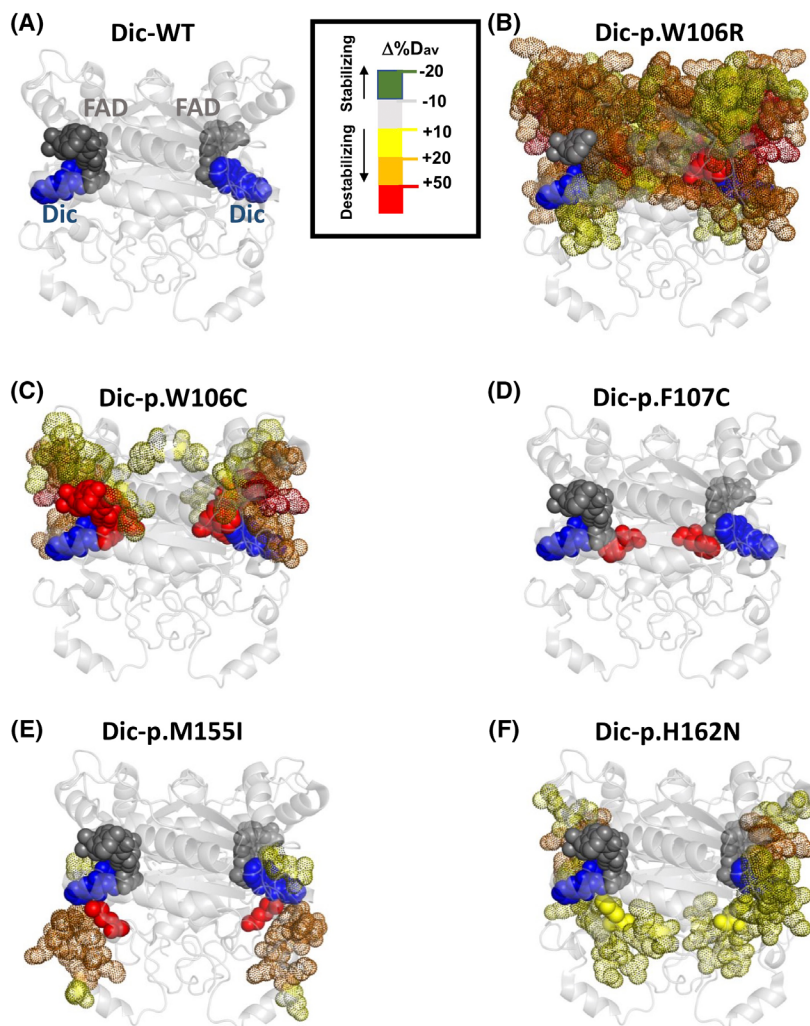 (A)
Dic-WT
FAD FAD
Dic Dic
Δ%Dav
Stabilizing
Destabilizing
-20
-10
+10
+20
+50
(B)
Dic-p.W106R
(C)
Dic-p.W106C
(D)
Dic-p.F107C
(E)
Dic-p.M155I
(F)
Dic-p.H162N